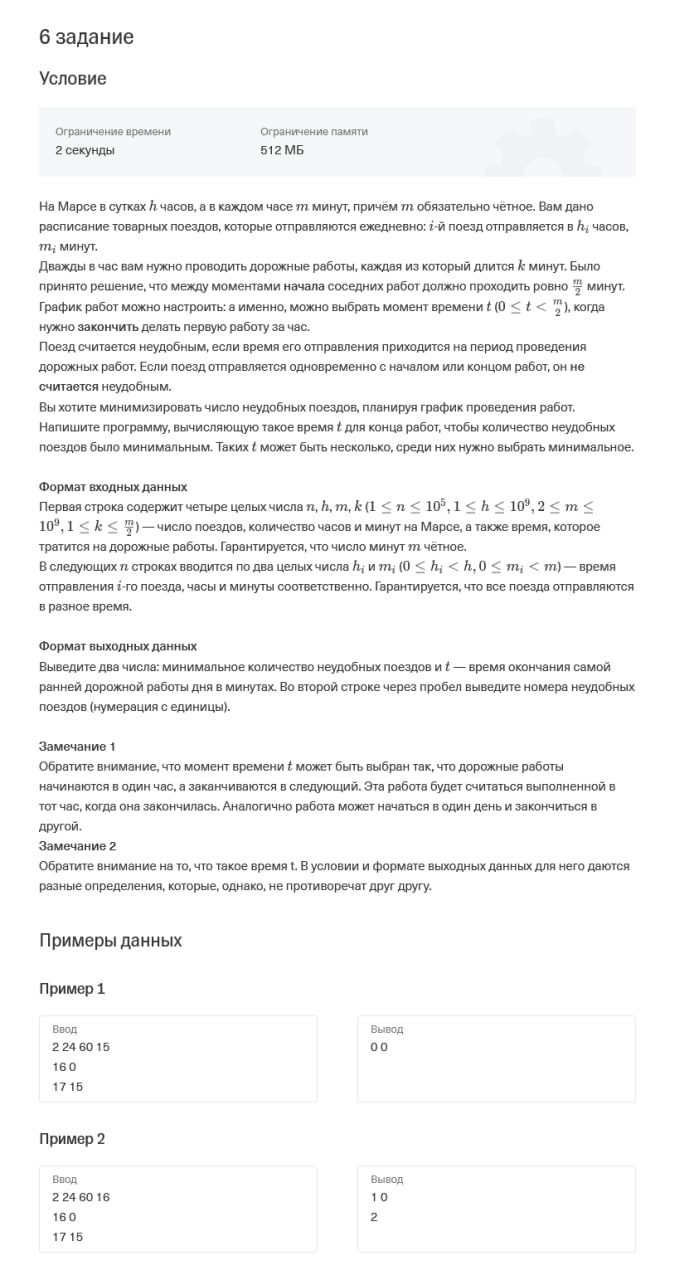 6 задание
Условие
Ограничение времени
2 секунды
Ограничение памяти
512 МБ
На Марсе в сутках h часов, а в каждом часе m минут, причём m обязательно чётное. Вам дано
расписание товарных поездов, которые отправляются ежедневно: i-й поезд отправляется в h_i часов,
m_i минут.
Дважды в час вам нужно проводить дорожные работы, каждая из который длится k минут. Было
принято решение, что между моментами начала соседних работ должно проходить ровно m/2 минут.
График работ можно настроить: а именно, можно выбрать момент времени t (0 ≤ t < m/2), когда
нужно закончить делать первую работу за час.
Поезд считается неудобным, если время его отправления приходится на период проведения
дорожных работ. Если поезд отправляется одновременно с началом или концом работ, он не
считается неудобным.
Вы хотите минимизировать число неудобных поездов, планируя график проведения работ.
Напишите программу, вычисляющую такое время t для конца работ, чтобы количество неудобных
поездов было минимальным. Таких t может быть несколько, среди них нужно выбрать минимальное.
Формат входных данных
Первая строка содержит четыре целых числа n, h, m, k (1 ≤ n ≤ 10^5, 1 ≤ h ≤ 10^9, 2 ≤ m ≤
10^9, 1 ≤ k ≤ m/2) — число поездов, количество часов и минут на Марсе, а также время, которое
тратится на дорожные работы. Гарантируется, что число минут m чётное.
В следующих n строках вводится по два целых числа h_i и m_i (0 ≤ h_i < h, 0 ≤ m_i < m) — время
отправления i-го поезда, часы и минуты соответственно. Гарантируется, что все поезда отправляются
в разное время.
Формат выходных данных
Выведите два числа: минимальное количество неудобных поездов и t — время окончания самой
ранней дорожной работы дня в минутах. Во второй строке через пробел выведите номера неудобных
поездов (нумерация с единицы).
Замечание 1
Обратите внимание, что момент времени t может быть выбран так, что дорожные работы
начинаются в один час, а заканчиваются в следующий. Эта работа будет считаться выполненной в
тот час, когда она закончилась. Аналогично работа может начаться в один день и закончиться в
другой.
Замечание 2
Обратите внимание на то, что такое время t. В условии и формате выходных данных для него даются
разные определения, которые, однако, не противоречат друг другу.
Примеры данных
Пример 1
Ввод
2 24 60 15
16 0
17 15
Вывод
0 0
Пример 2
Ввод
2 24 60 16
16 0
17 15
Вывод
1 0
2